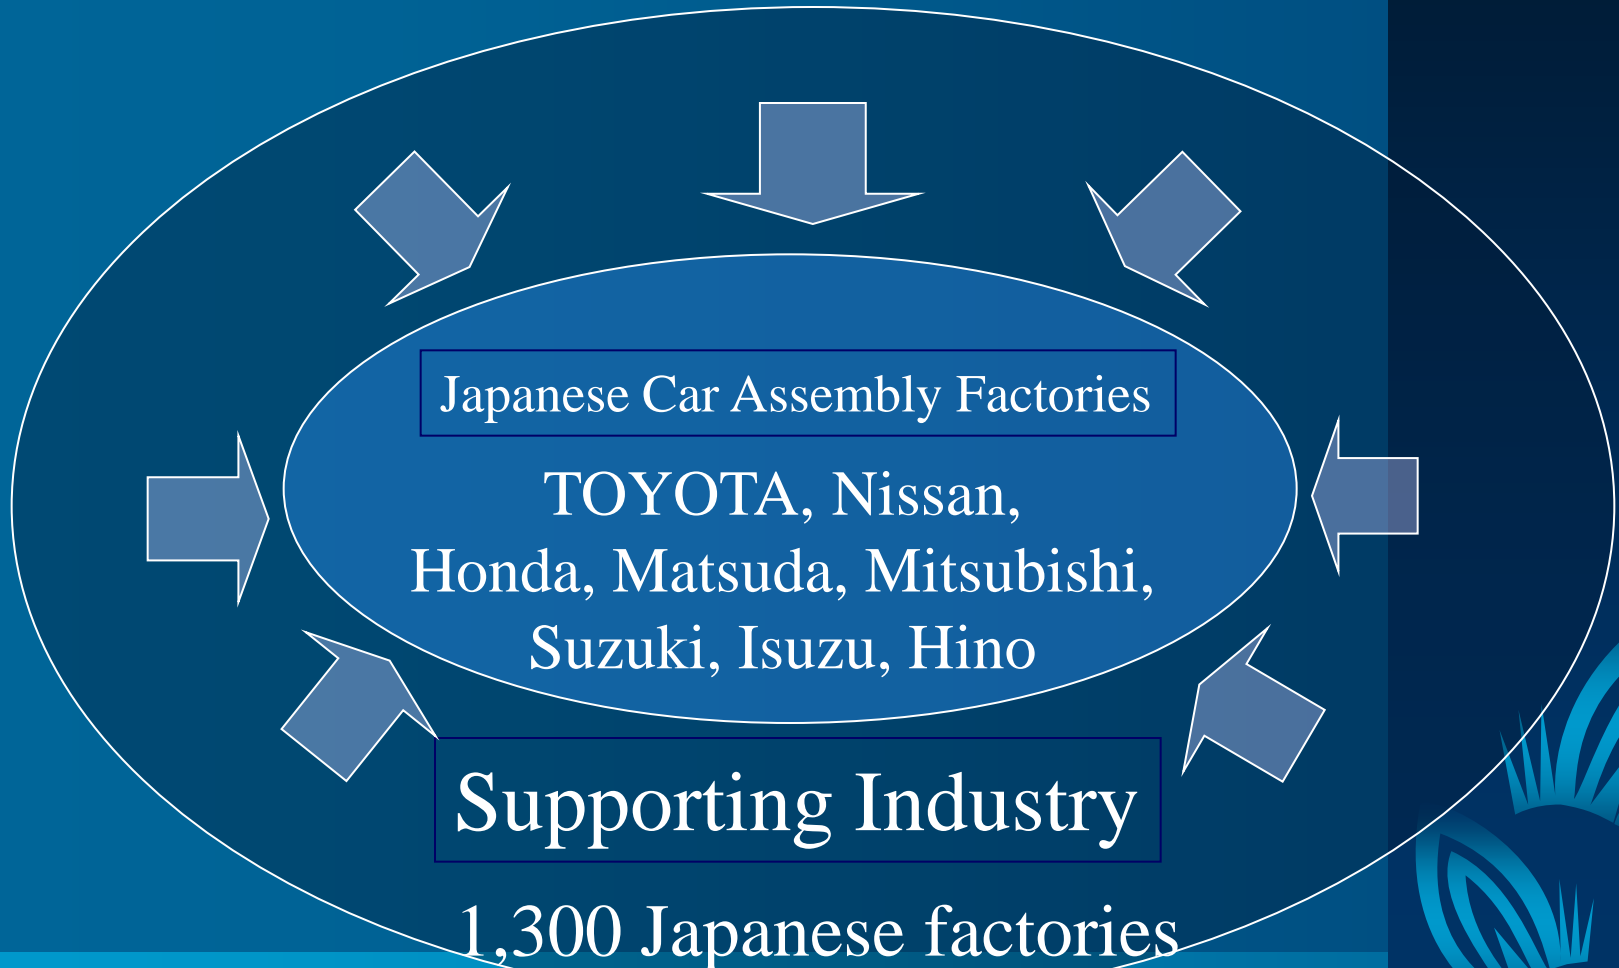 Japanese Car Assembly Factories
TOYOTA, Nissan,
Honda, Matsuda, Mitsubishi,
Suzuki, Isuzu, Hino
Supporting Industry
1,300 Japanese factories